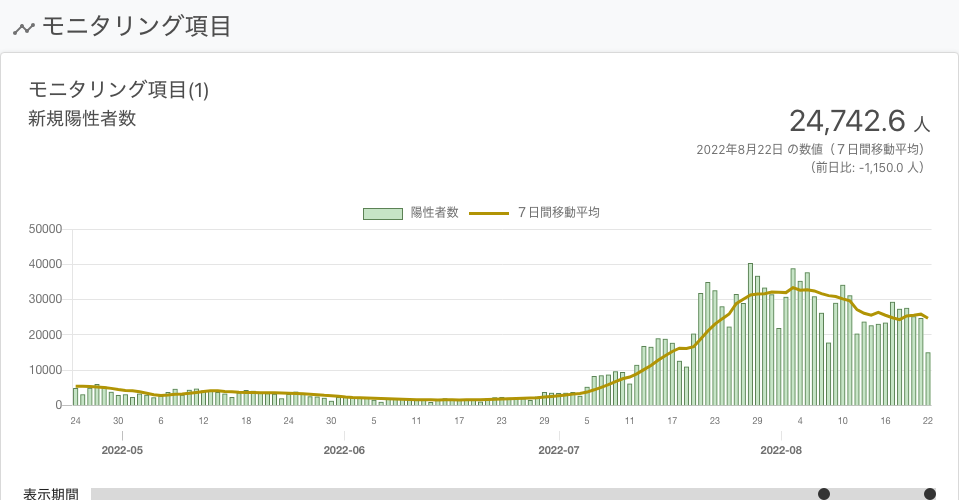 モニタリング項目
モニタリング項目(1)
新規陽性者数
24,742.6 人
2022年8月22日 の数値（７日間移動平均）
（前日比: -1,150.0 人）
陽性者数 ７日間移動平均
50000
40000
30000
20000
10000
0
24 30 6 12 18 24 30 5 11 17 23 29 5 11 17 23 29 4 10 16 22
2022-05 2022-06 2022-07 2022-08
表示期間